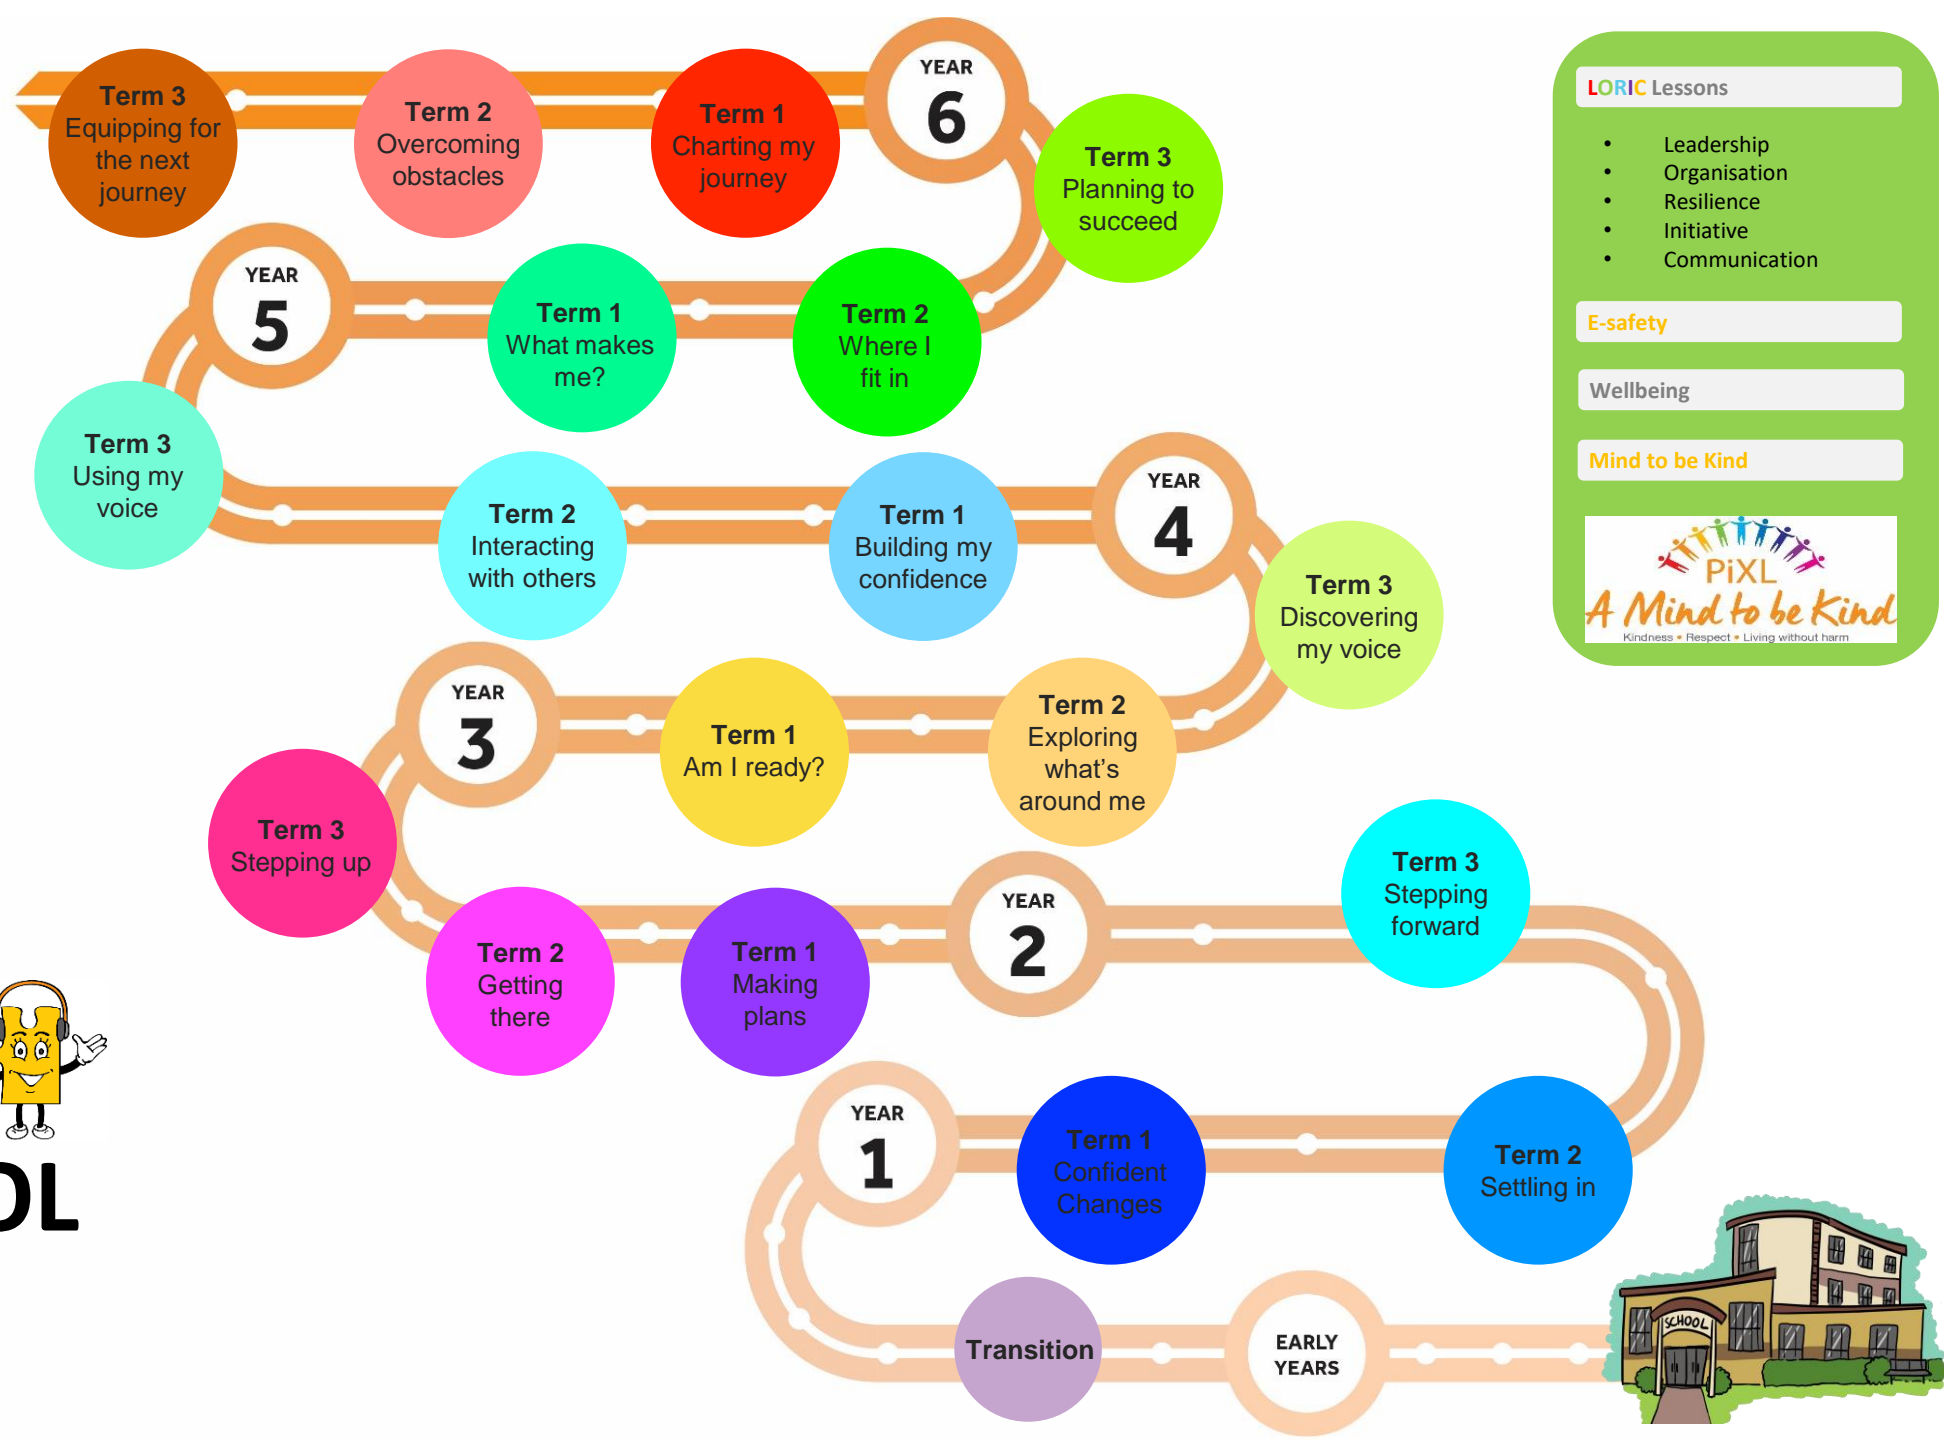 Term 3
Equipping for
the next
journey
Term 2
Overcoming
obstacles
Term 1
Charting my
journey
YEAR
6
Term 3
Planning to
succeed
YEAR
5
Term 1
What makes
me?
Term 2
Where I
fit in
Term 3
Using my
voice
Term 2
Interacting
with others
Term 1
Building my
confidence
YEAR
4
Term 3
Discovering
my voice
YEAR
3
Term 1
Am I ready?
Term 2
Exploring
what's
around me
Term 3
Stepping up
Term 2
Getting
there
Term 1
Making
plans
YEAR
2
Term 3
Stepping
forward
YEAR
1
Term 1
Confident
Changes
Term 2
Settling in
Transition
EARLY
YEARS
SCHOOL
OL
LORIC Lessons
• Leadership
• Organisation
• Resilience
• Initiative
• Communication
E-safety
Wellbeing
Mind to be Kind
PiXL
A Mind to be Kind
Kindness • Respect • Living without harm